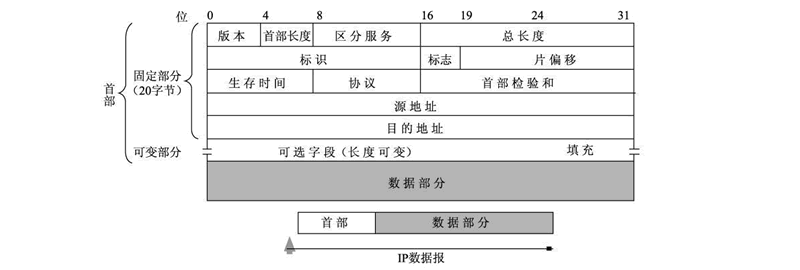 位 0 4 8 16 19 24 31
版本 首部长度 区分服务 总长度
标识 标志 片偏移
生存时间 协议 首部检验和
源地址
目的地址
可选字段(长度可变) 填充
数据部分
首部
固定部分
(20字节)
可变部分
首部 数据部分
IP数据报